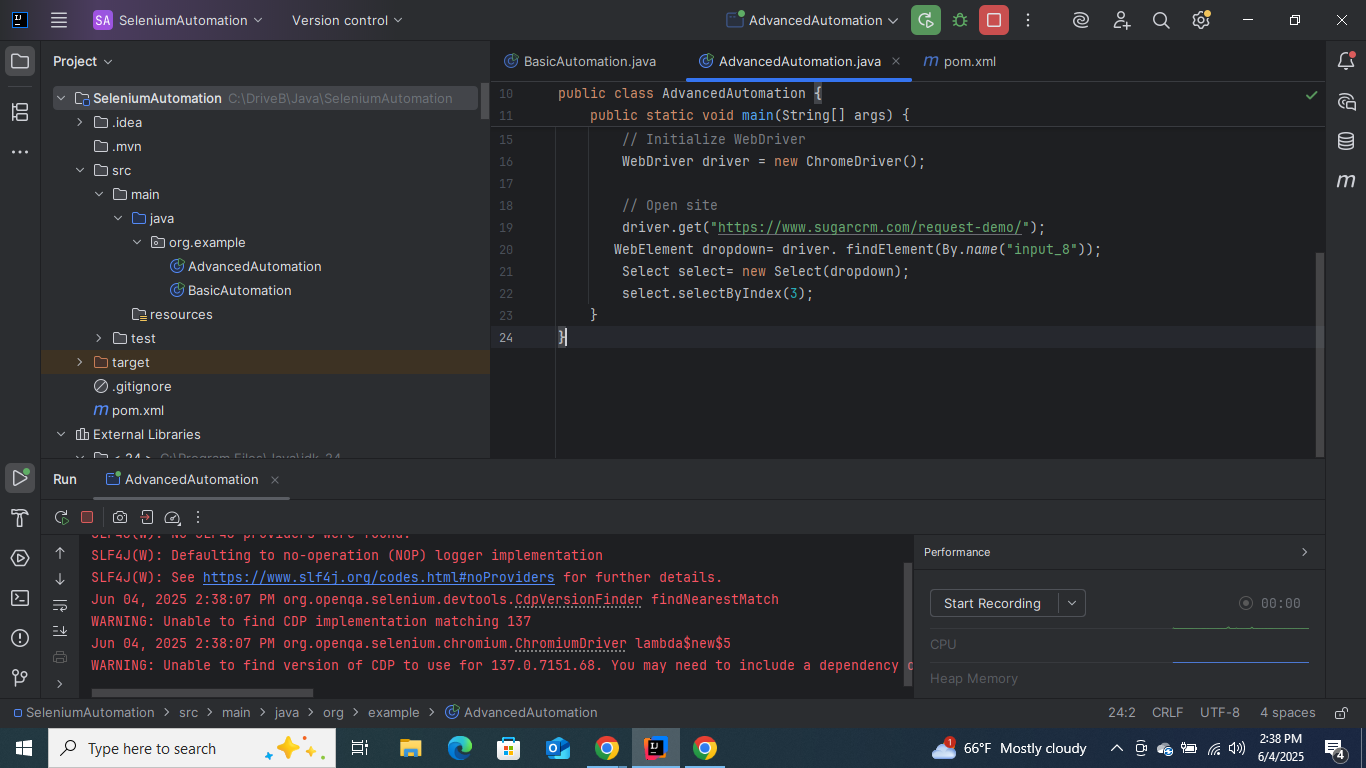 SA SeleniumAutomation Version control AdvancedAutomation
Project
BasicAutomation.java AdvancedAutomation.java pom.xml
SeleniumAutomation C:\DriveB\Java\SeleniumAutomation
.idea
.mvn
src
main
java
org.example
AdvancedAutomation
BasicAutomation
resources
test
target
.gitignore
pom.xml
External Libraries
10 public class AdvancedAutomation {
11 public static void main(String[] args) {
15 // Initialize WebDriver
16 WebDriver driver = new ChromeDriver();
17
18 // Open site
19 driver.get("https://www.sugarcrm.com/request-demo/");
20 WebElement dropdown= driver. findElement(By.name("input_8"));
21 Select select= new Select(dropdown);
22 select.selectByIndex(3);
23 }
24 }
Run AdvancedAutomation
SLF4J(W): No SLF4J providers were found.
SLF4J(W): Defaulting to no-operation (NOP) logger implementation
SLF4J(W): See https://www.slf4j.org/codes.html#noProviders for further details.
Jun 04, 2025 2:38:07 PM org.openqa.selenium.devtools.CdpVersionFinder findNearestMatch
WARNING: Unable to find CDP implementation matching 137
Jun 04, 2025 2:38:07 PM org.openqa.selenium.chromium.ChromiumDriver lambda$new$5
WARNING: Unable to find version of CDP to use for 137.0.7151.68. You may need to include a dependency
Performance
Start Recording 00:00
CPU
Heap Memory
SeleniumAutomation > src > main > java > org > example > AdvancedAutomation
24:2 CRLF UTF-8 4 spaces
Type here to search
1 66°F Mostly cloudy
2:38 PM
6/4/2025
4